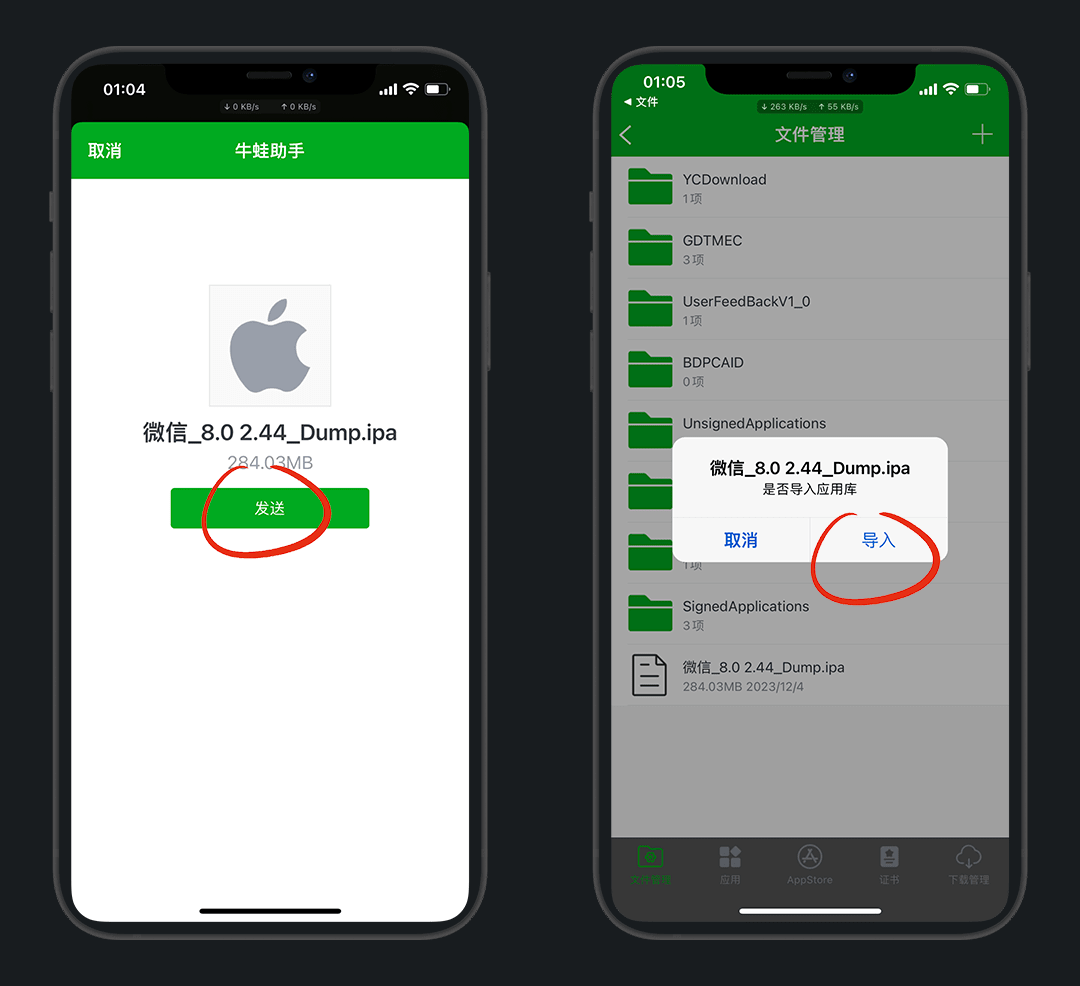 01:04
↓ 0 KB/s ↑ 0 KB/s
取消
牛蛙助手
微信_8.0 2.44_Dump.ipa
284.03MB
发送
01:05
◀ 文件
↓ 263 KB/s ↑ 55 KB/s
文件管理
YCDownload
1项
GDTMEC
3项
UserFeedBackV1_0
1项
BDPCAID
0项
UnsignedApplications
微信_8.0 2.44_Dump.ipa
是否导入应用库
取消
导入
1项
SignedApplications
3项
微信_8.0 2.44_Dump.ipa
284.03MB 2023/12/4
文件管理
应用
AppStore
证书
下载管理